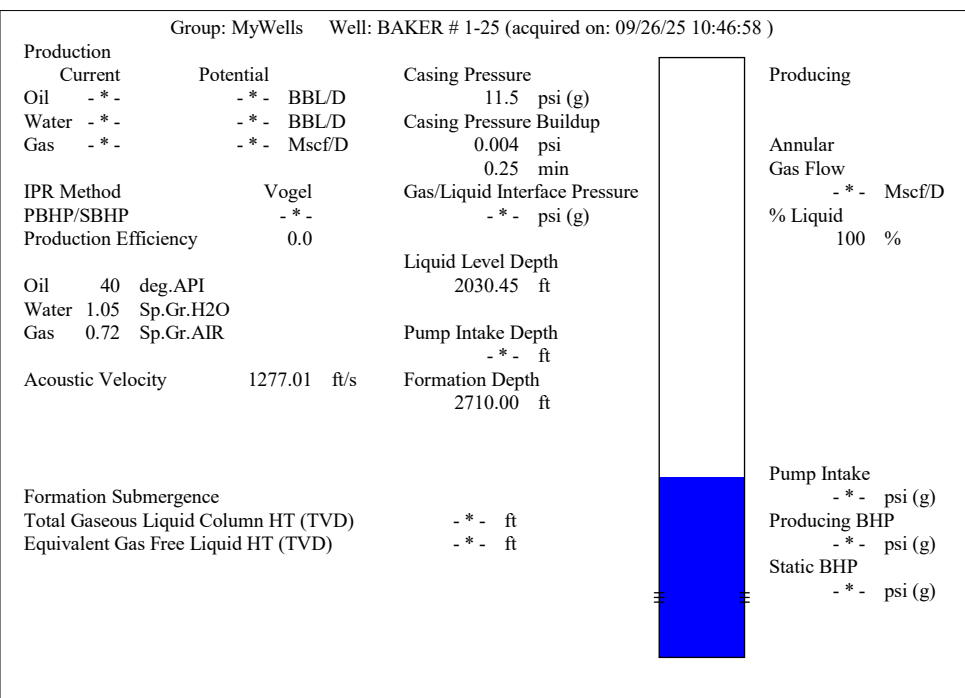 Group: MyWells Well: BAKER # 1-25 (acquired on: 09/26/25 10:46:58 )
Production
Current Potential
Oil - * - - * - BBL/D
Water - * - - * - BBL/D
Gas - * - - * - Mscf/D
IPR Method Vogel
PBHP/SBHP - * -
Production Efficiency 0.0
Oil 40 deg.API
Water 1.05 Sp.Gr.H2O
Gas 0.72 Sp.Gr.AIR
Acoustic Velocity 1277.01 ft/s
Formation Submergence
Total Gaseous Liquid Column HT (TVD) - * - ft
Equivalent Gas Free Liquid HT (TVD) - * - ft
Casing Pressure
11.5 psi (g)
Casing Pressure Buildup
0.004 psi
0.25 min
Gas/Liquid Interface Pressure
- * - psi (g)
Liquid Level Depth
2030.45 ft
Pump Intake Depth
- * - ft
Formation Depth
2710.00 ft
Producing
Annular
Gas Flow
- * - Mscf/D
% Liquid
100 %
Pump Intake
- * - psi (g)
Producing BHP
- * - psi (g)
Static BHP
- * - psi (g)